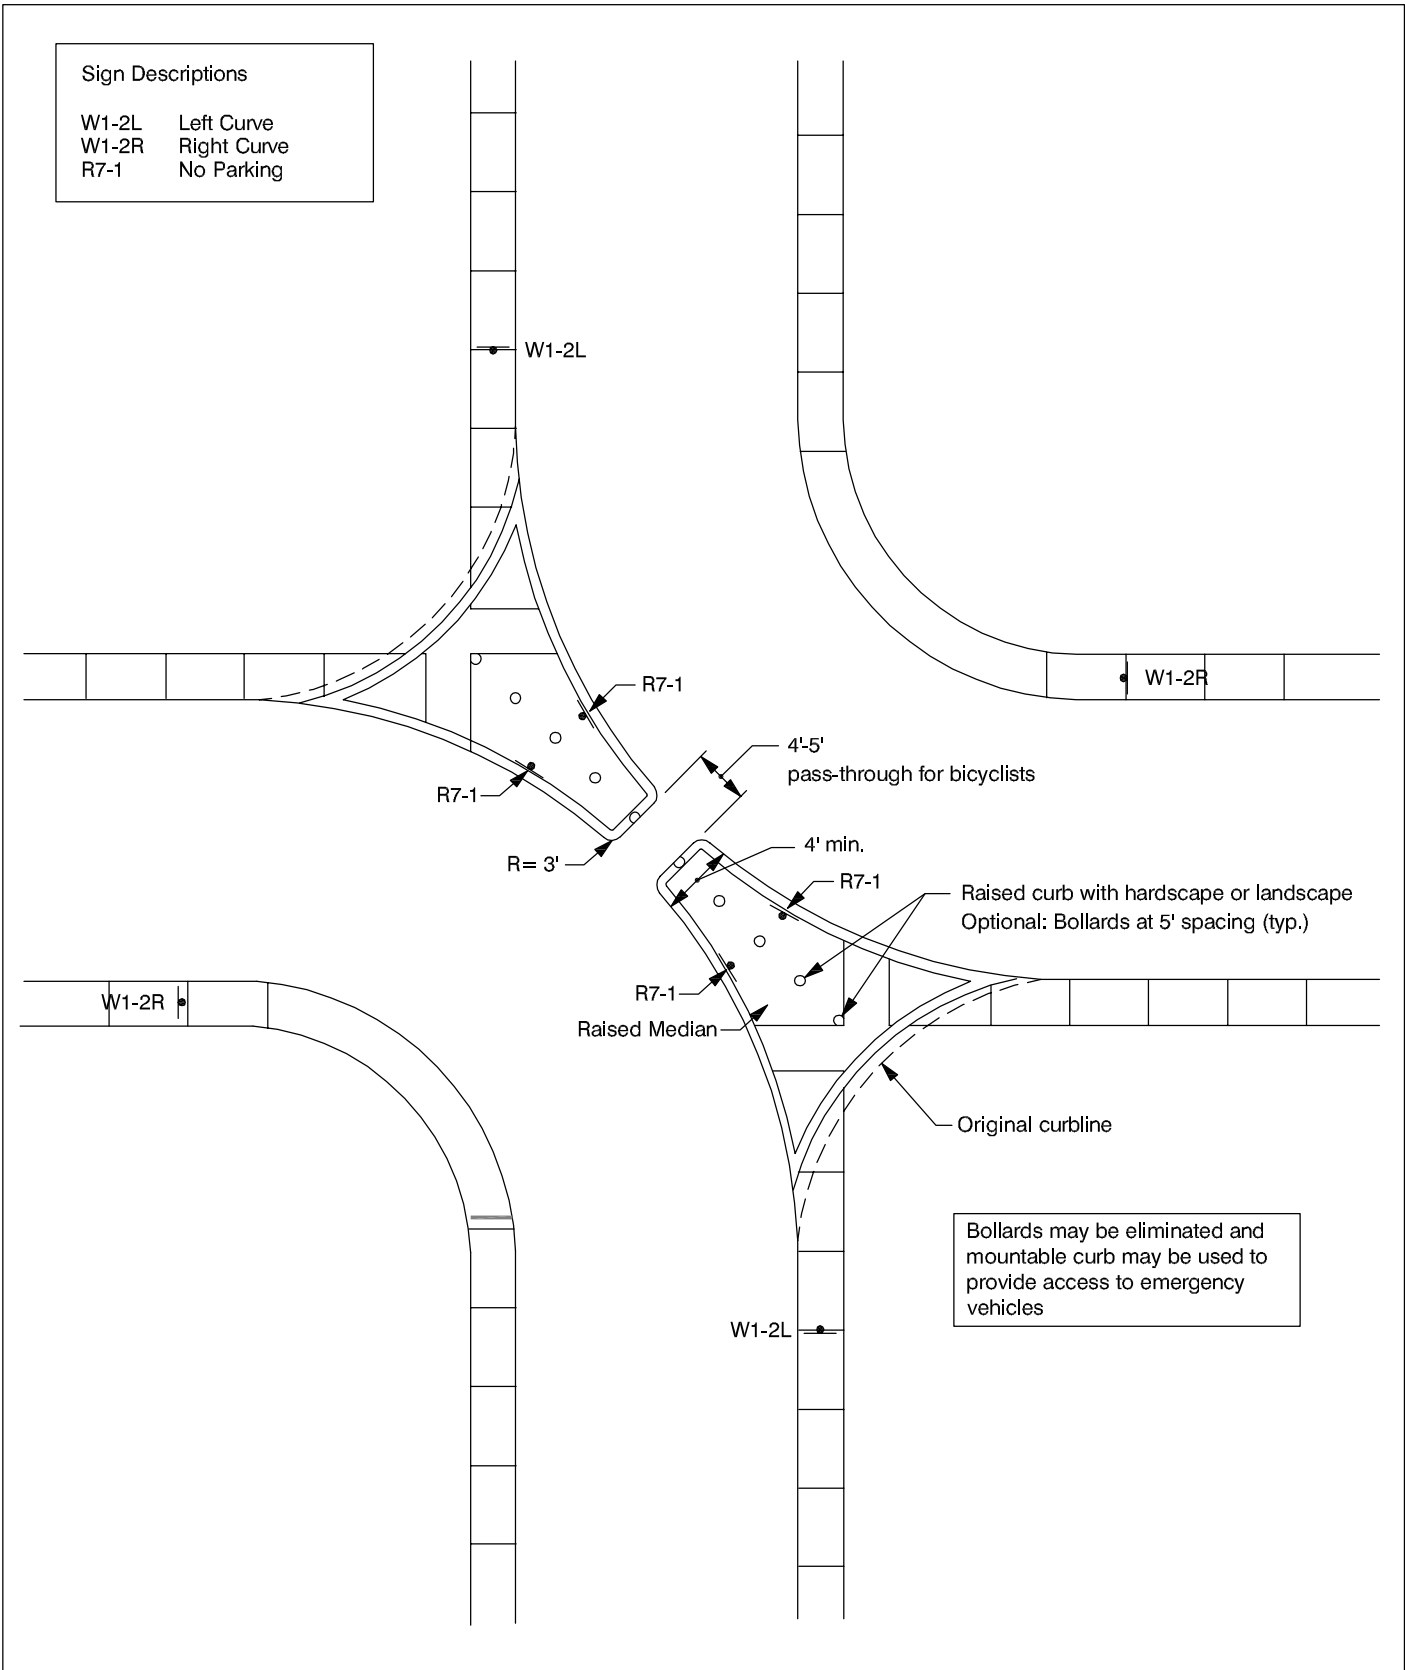 Sign Descriptions
W1-2L Left Curve
W1-2R Right Curve
R7-1 No Parking
W1-2L
W1-2R
R7-1
4'-5'
pass-through for bicyclists
R7-1
R= 3'
4' min.
R7-1
Raised curb with hardscape or landscape
Optional: Bollards at 5' spacing (typ.)
R7-1
W1-2R
Raised Median
Original curbline
Bollards may be eliminated and
mountable curb may be used to
provide access to emergency
vehicles
W1-2L